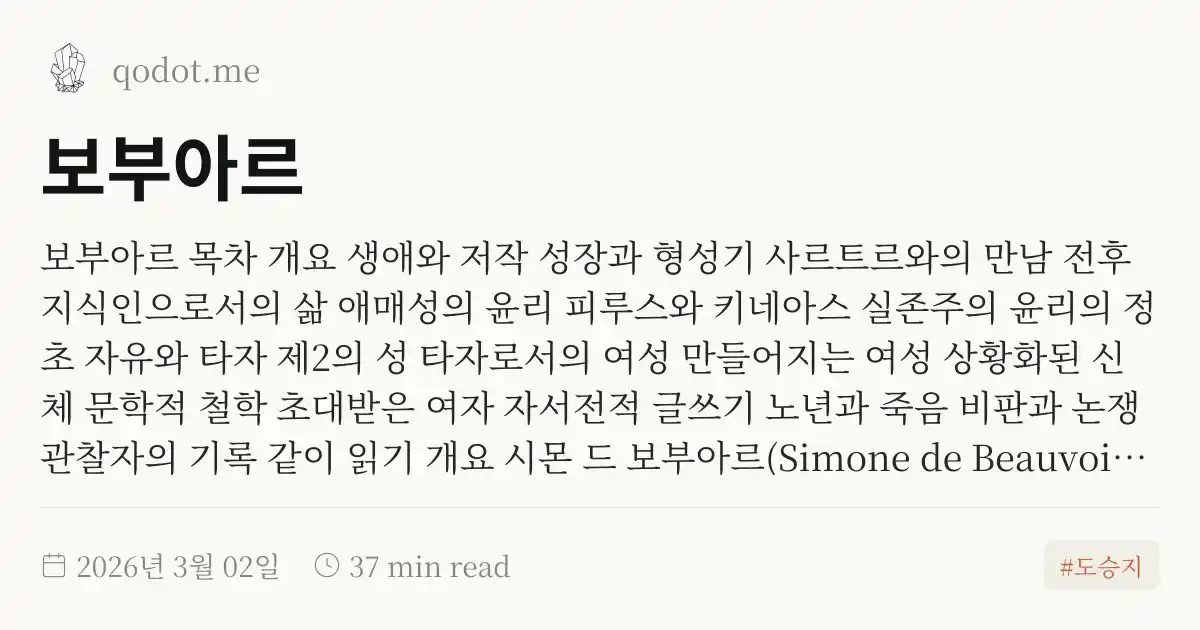 qodot.me
보부아르
보부아르 목차 개요 생애와 저작 성장과 형성기 사르트르와의 만남 전후
지식인으로서의 삶 애매성의 윤리 피루스와 키네아스 실존주의 윤리의 정
초 자유와 타자 제2의 성 타자로서의 여성 만들어지는 여성 상황화된 신
체 문학적 철학 초대받은 여자 자서전적 글쓰기 노년과 죽음 비판과 논쟁
관찰자의 기록 같이 읽기 개요 시몬 드 보부아르(Simone de Beauvoi…
2026년 3월 02일 37 min read #도승지